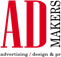 AD
MAKERS
advertising / design & pr